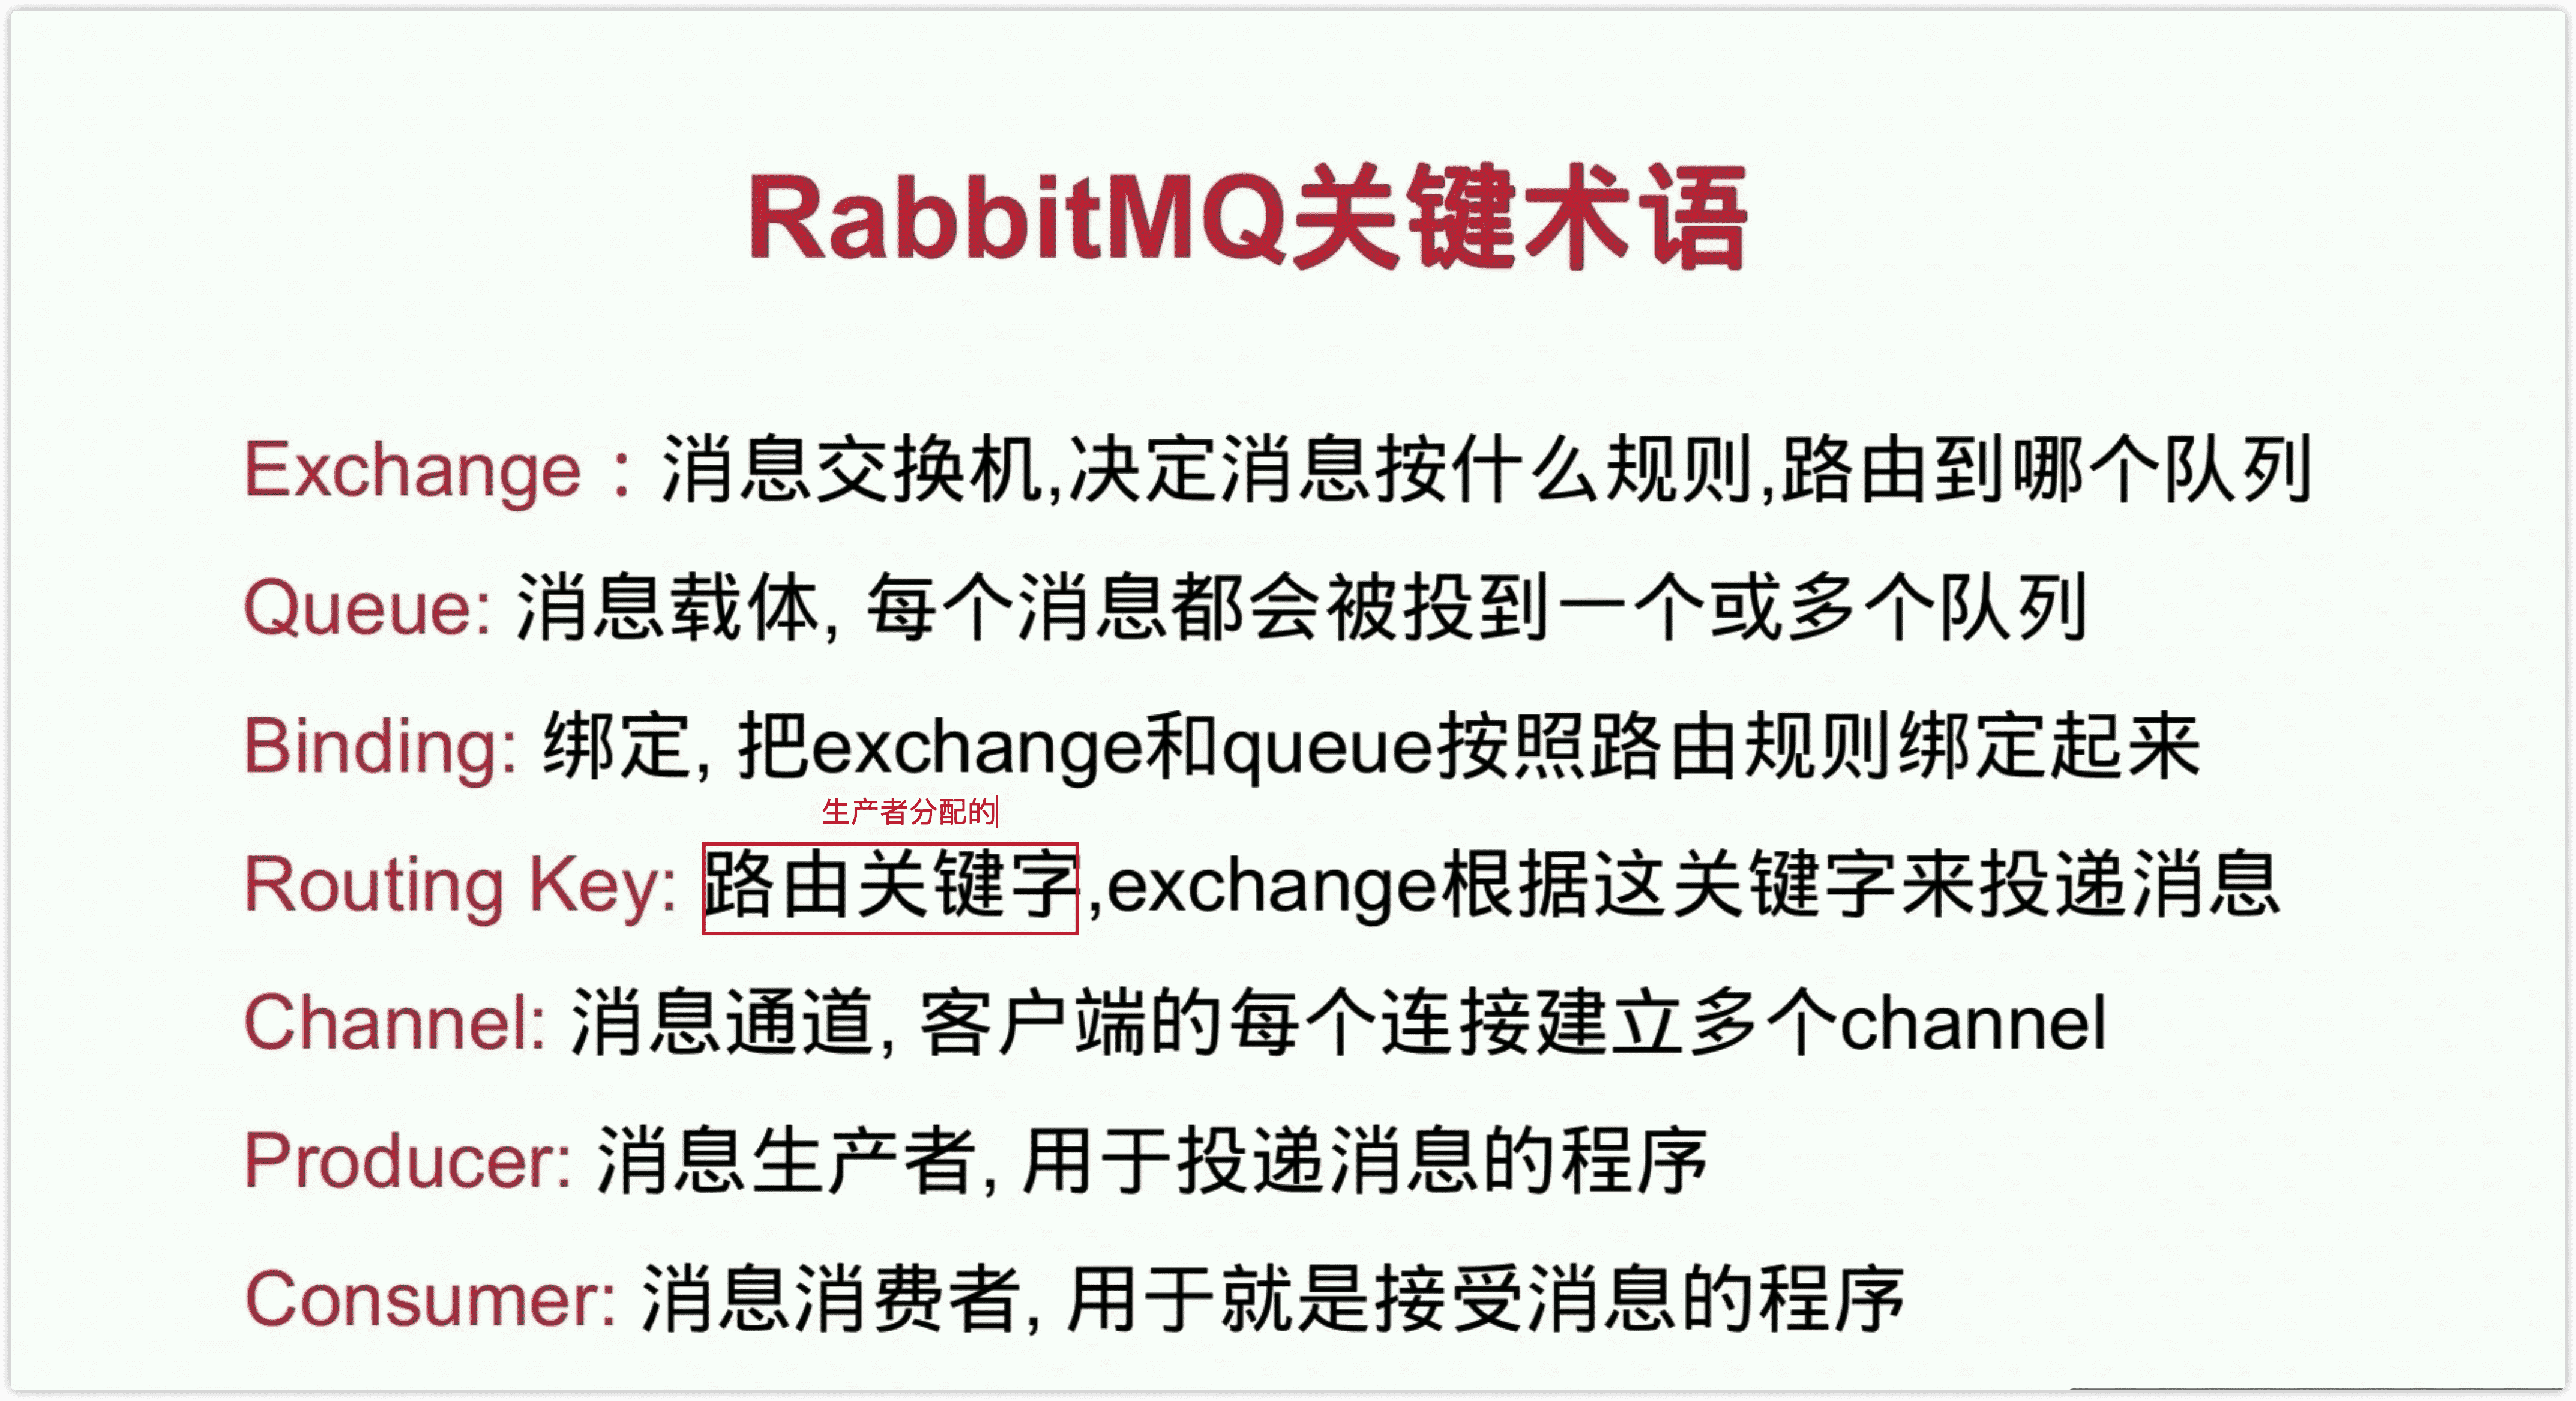 RabbitMQ关键术语
Exchange：消息交换机,决定消息按什么规则,路由到哪个队列
Queue: 消息载体, 每个消息都会被投到一个或多个队列
Binding: 绑定, 把exchange和queue按照路由规则绑定起来
生产者分配的
Routing Key: 路由关键字,exchange根据这关键字来投递消息
Channel: 消息通道, 客户端的每个连接建立多个channel
Producer: 消息生产者, 用于投递消息的程序
Consumer: 消息消费者, 用于就是接受消息的程序